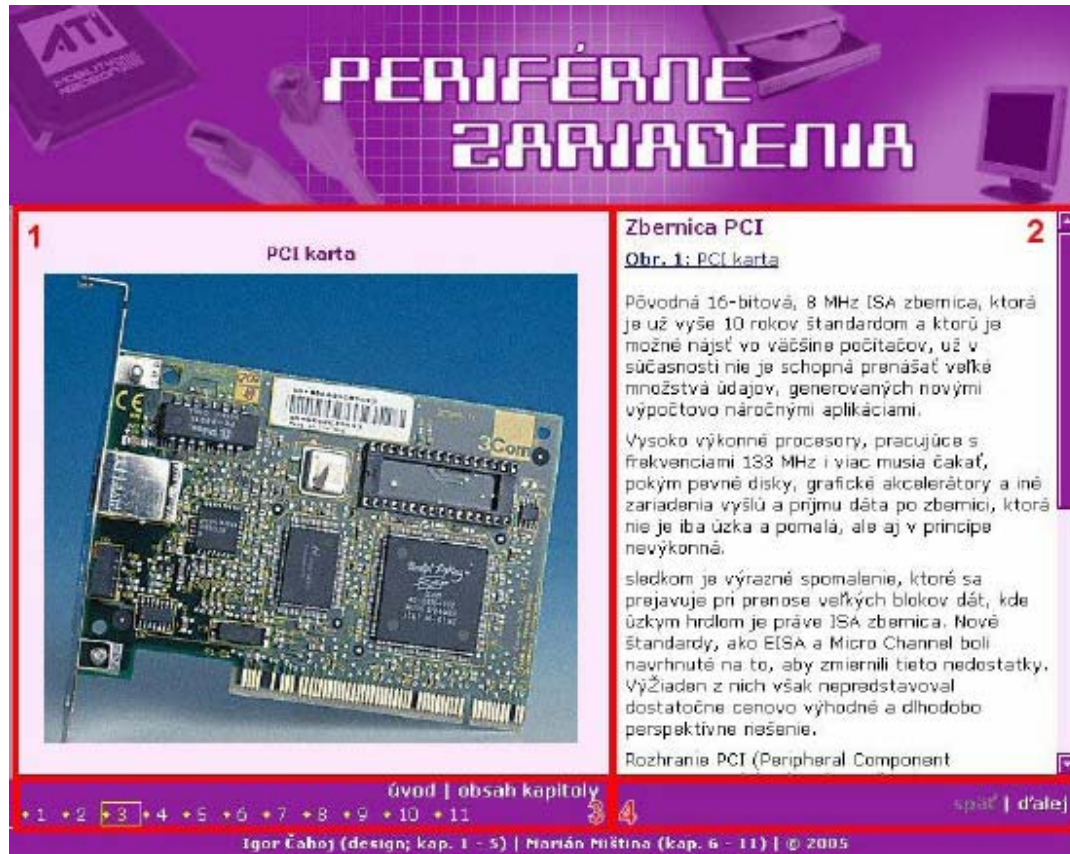 ATI
PERIFÉRNE
ZARIADENIA
1
PCI karta
CE
3Com
2
Zbernica PCI
Obr. 1: PCI karta
Pôvodná 16-bitová, 8 MHz ISA zbernica, ktorá
je už vyše 10 rokov štandardom a ktorú je
možné nájsť vo väčšine počítačov, už v
súčasnosti nie je schopná prenášať veľké
množstvá údajov, generovaných novými
výpočtovo náročnými aplikáciami.
Vysoko výkonné procesory, pracujúce s
frekvenciami 133 MHz i viac musia čakať,
pokým pevné disky, grafické akcelerátory a iné
zariadenia vyšlú a príjmu dáta po zbernici, ktorá
nie je iba úzka a pomalá, ale aj v princípe
nevýkonná.
sledkom je výrazné spomalenie, ktoré sa
prejavuje pri prenose veľkých blokov dát, kde
úzkym hrdlom je práve ISA zbernica. Nové
štandardy, ako EISA a Micro Channel boli
navrhnuté na to, aby zmiernili tieto nedostatky.
VýŽiaden z nich však nepredstavoval
dostatočne cenovo výhodné a dlhodobo
perspektívne riešenie.
Rozhranie PCI (Peripheral Component
úvod | obsah kapitoly
1 2 3 4 5 6 7 8 9 10 11
3
4
späť | ďalej
Igor Čahoj (design; kap. 1 - 5) | Marián Miština (kap. 6 - 11) | © 2005